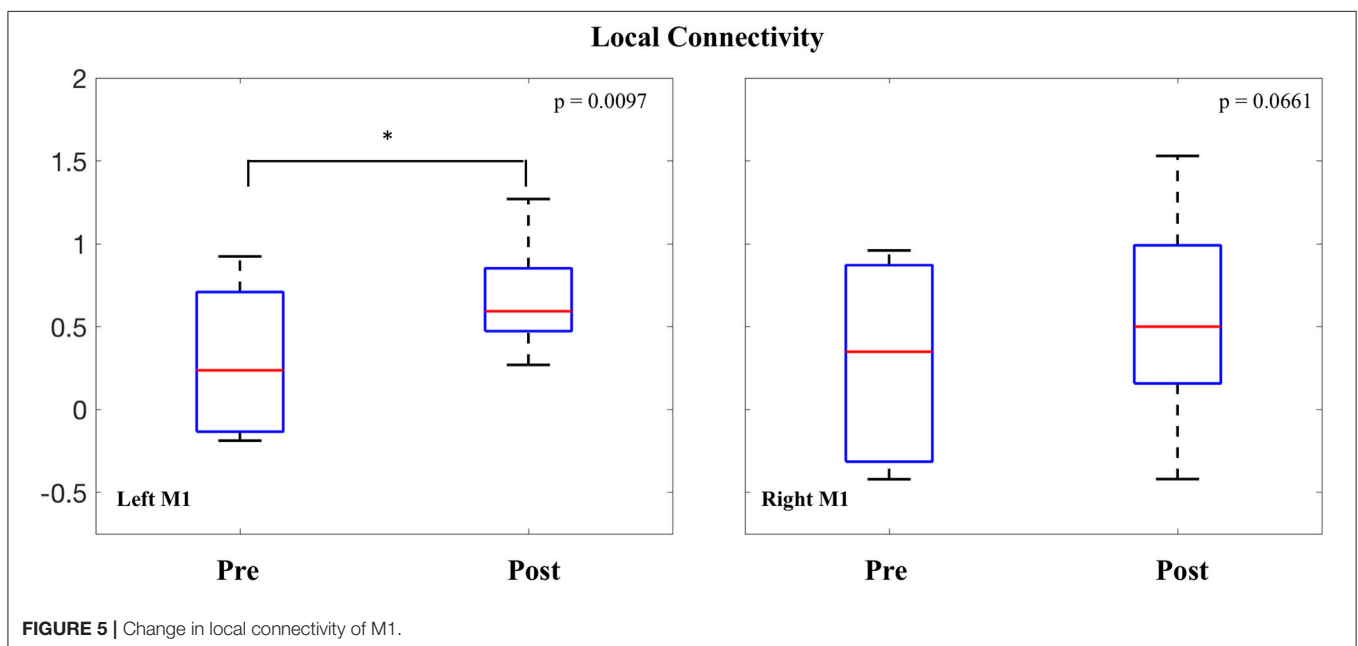 Local Connectivity
2
1.5
1
0.5
0
-0.5
p = 0.0097
*
Left M1
Pre
Post
p = 0.0661
Right M1
Pre
Post
FIGURE 5 | Change in local connectivity of M1.